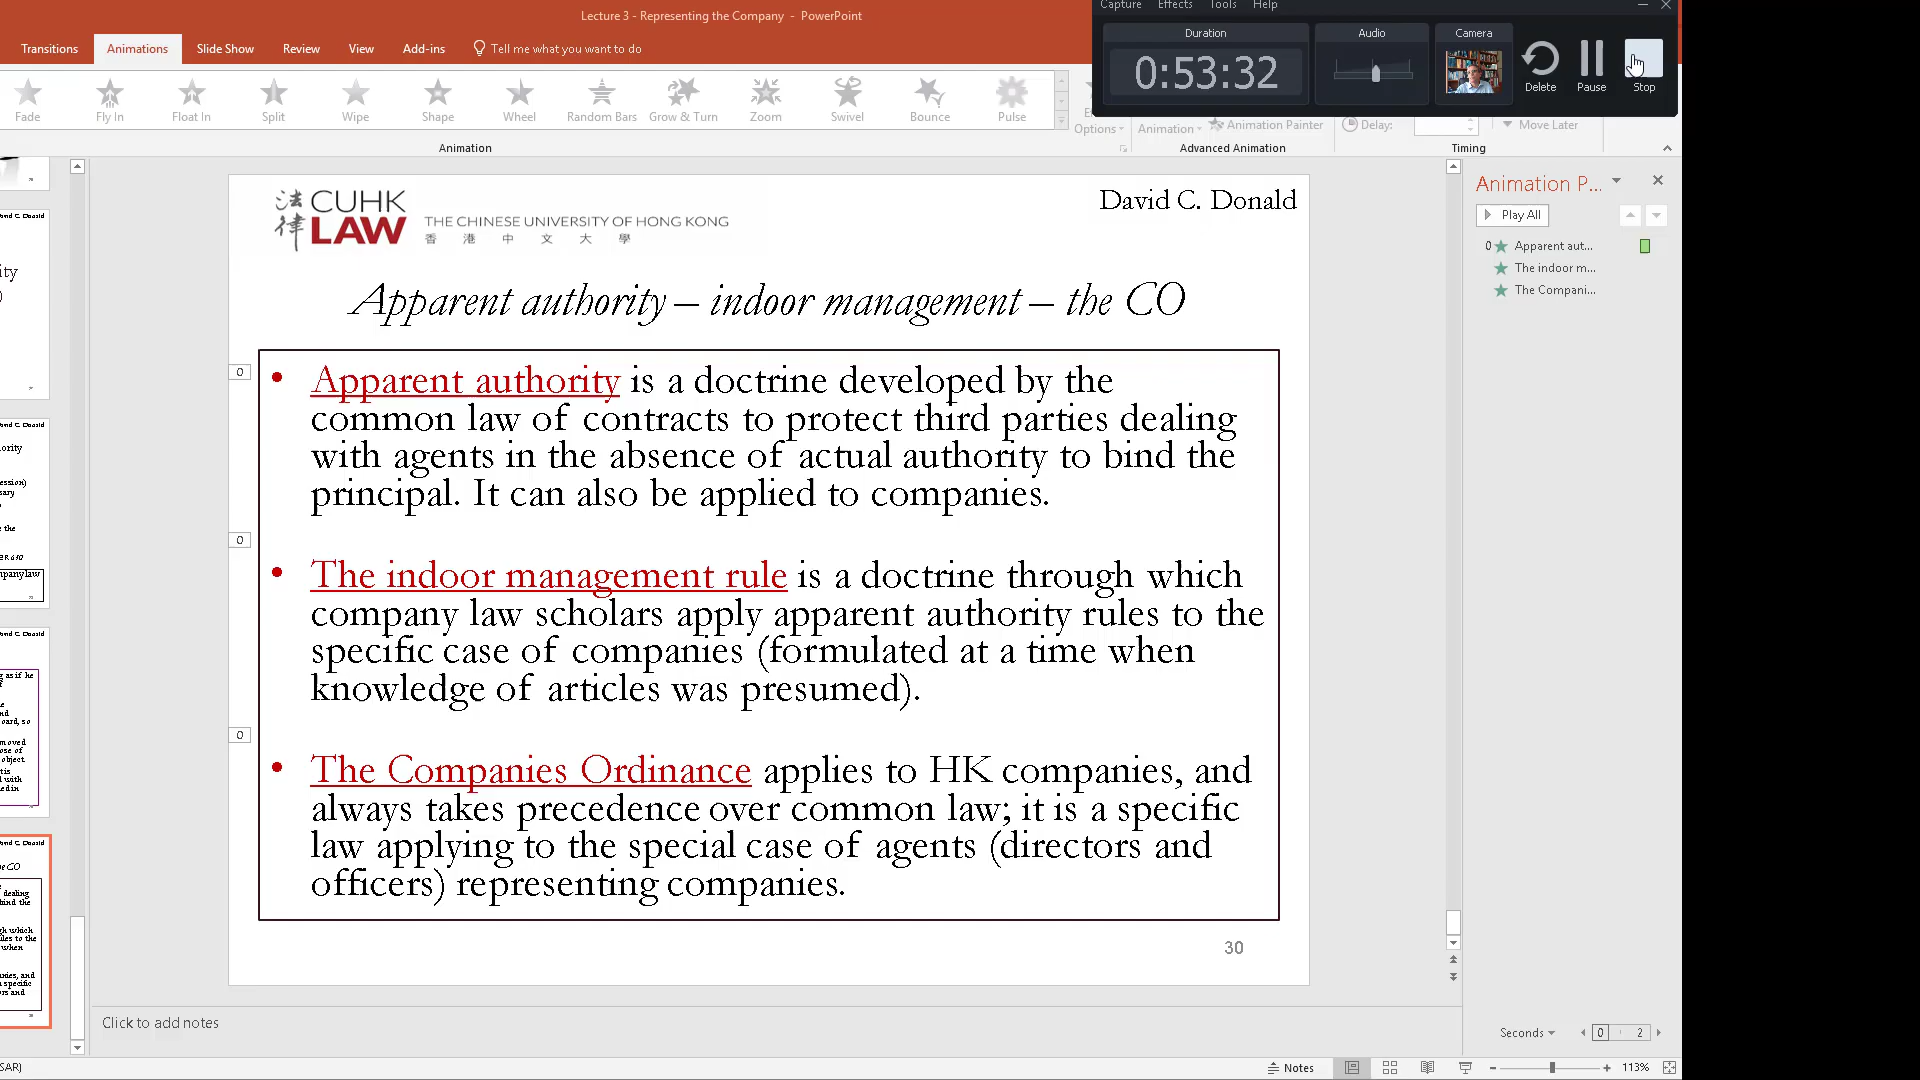 Lecture 3 - Representing the Company - PowerPoint
Capture Effects Tools Help
Transitions Animations Slide Show Review View Add-ins Tell me what you want to do
Duration Audio Camera
0:53:32
Delete Pause Stop
Fade Fly In Float In Split Wipe Shape Wheel Random Bars Grow & Turn Zoom Swivel Bounce Pulse
Options Animation Animation Painter Delay: Move Later
Animation Advanced Animation Timing
CUHK
LAW
法律
THE CHINESE UNIVERSITY OF HONG KONG
香港中文大學
David C. Donald
Apparent authority – indoor management – the CO
0
• Apparent authority is a doctrine developed by the
common law of contracts to protect third parties dealing
with agents in the absence of actual authority to bind the
principal. It can also be applied to companies.
0
• The indoor management rule is a doctrine through which
company law scholars apply apparent authority rules to the
specific case of companies (formulated at a time when
knowledge of articles was presumed).
0
• The Companies Ordinance applies to HK companies, and
always takes precedence over common law; it is a specific
law applying to the special case of agents (directors and
officers) representing companies.
30
Animation P...
Play All
0 Apparent aut...
The indoor m...
The Compani...
Seconds 0 2
Click to add notes
SAR)
Notes
113%